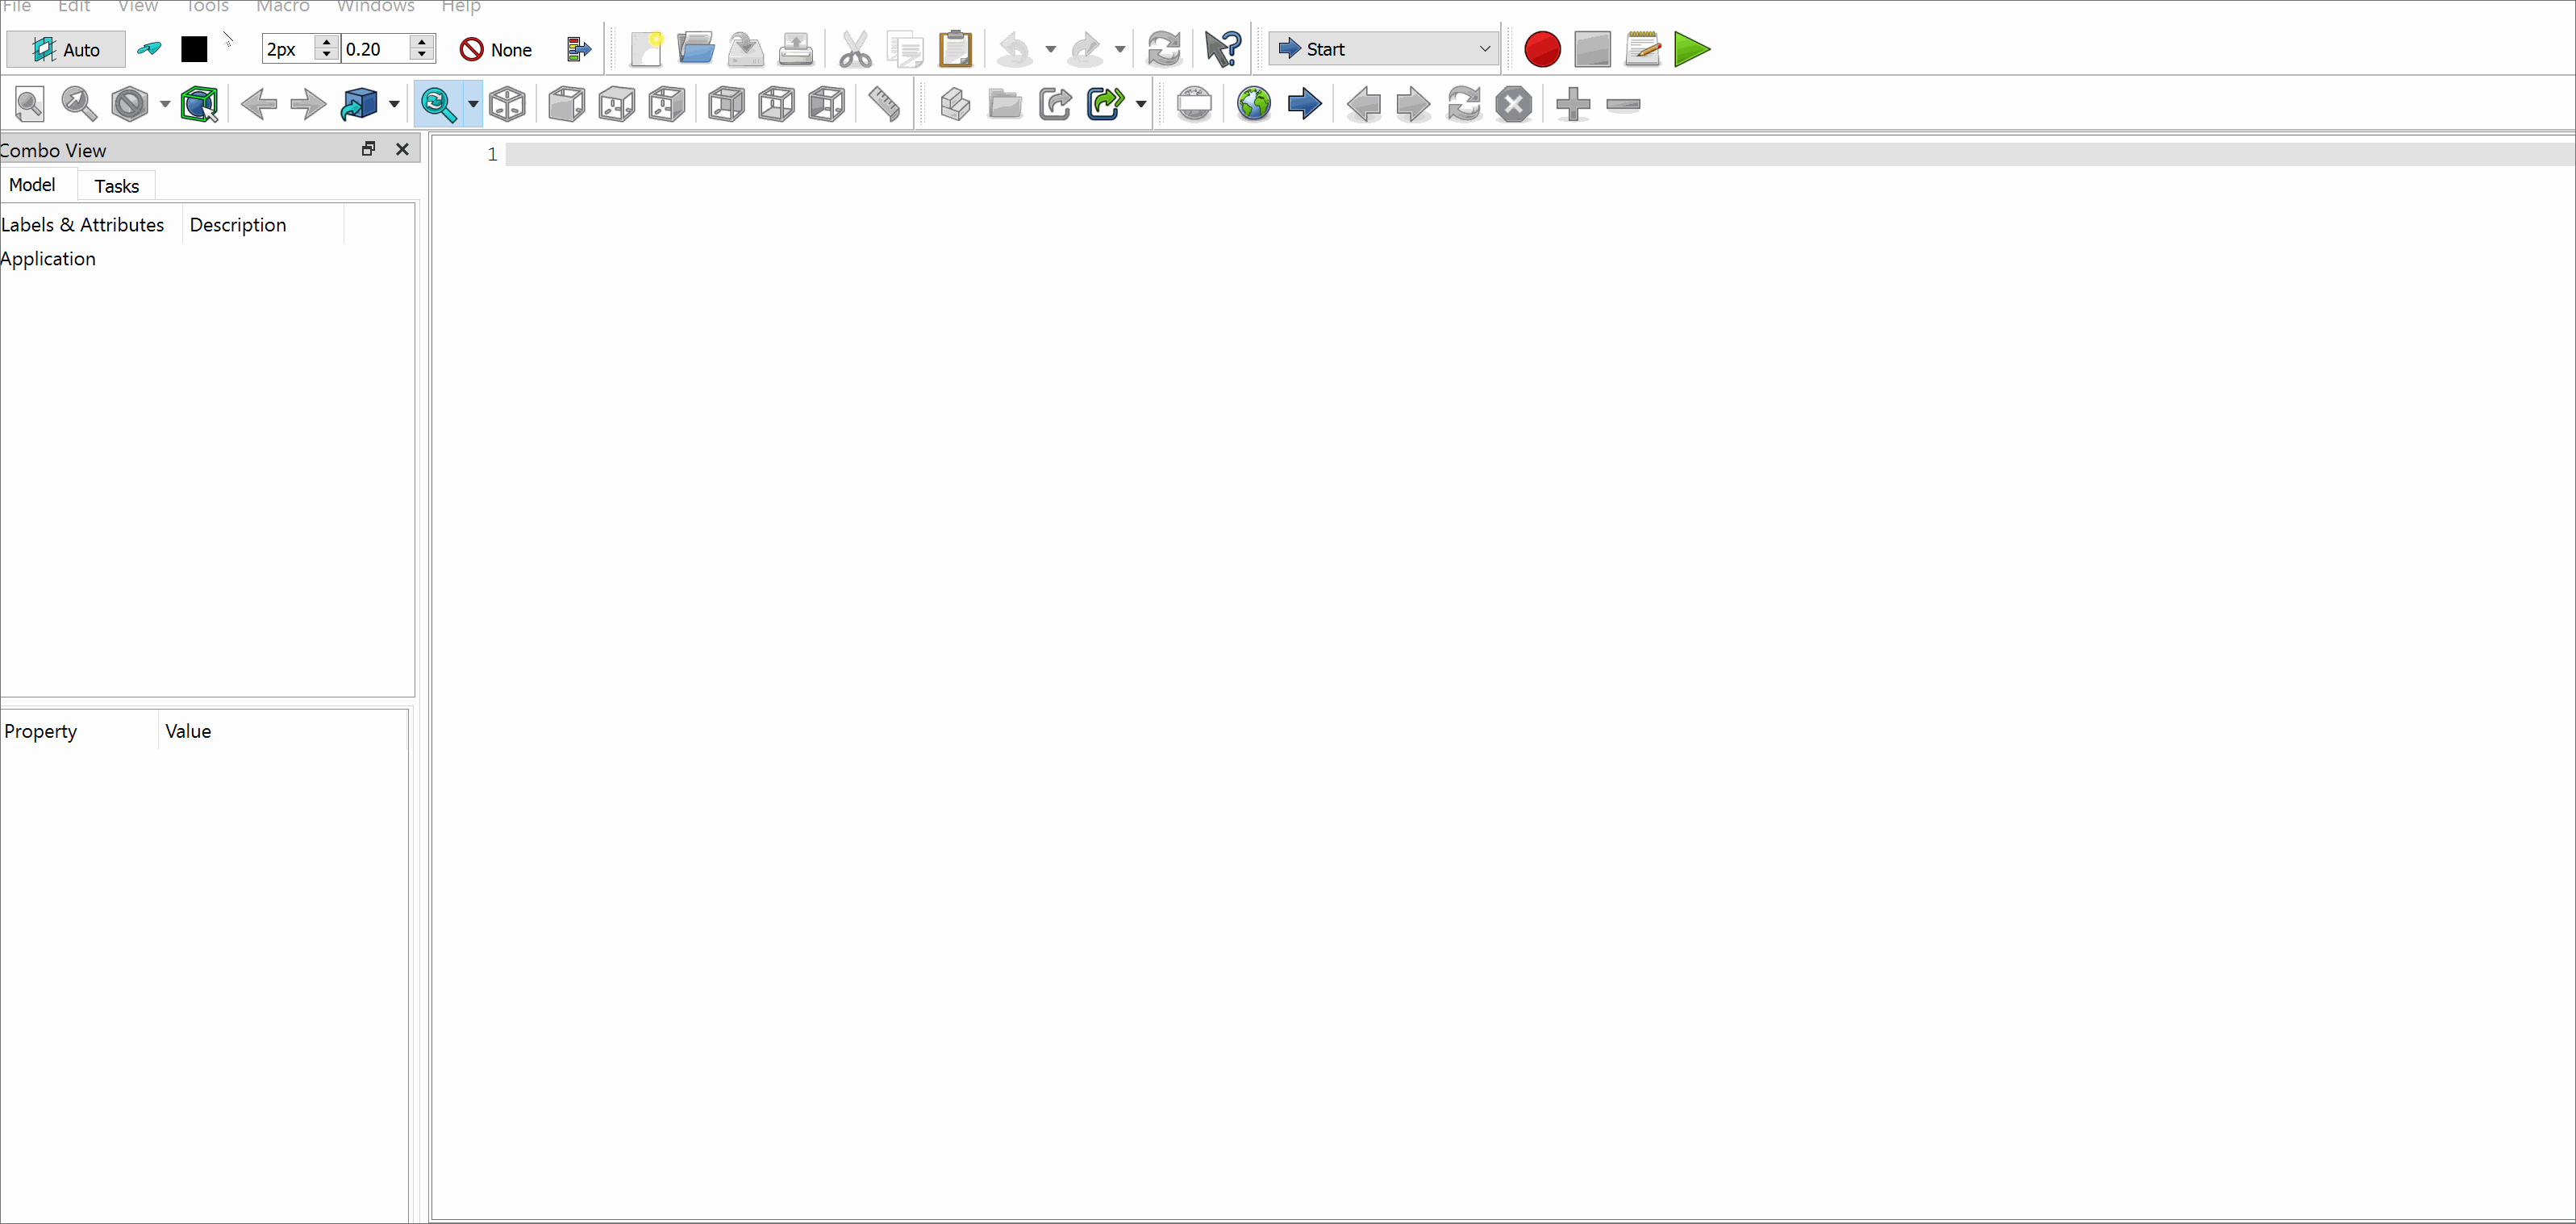 File Edit View Tools Macro Windows Help
Auto 2px 0.20 None Start
Combo View
Model Tasks
Labels & Attributes Description
Application
Property Value
1